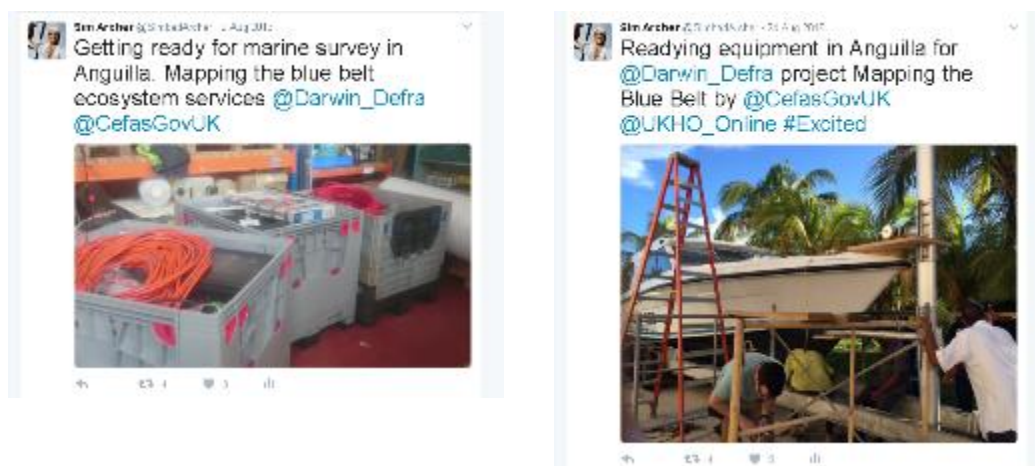 Sim Archer
Getting ready for marine survey in
Anguilla. Mapping the blue belt
ecosystem services @Darwin_Defra
@CefasGovUK
Sim Archer
Readying equipment in Anguilla for
@Darwin_Defra project Mapping the
Blue Belt by @CefasGovUK
@UKHO_Online #Excited